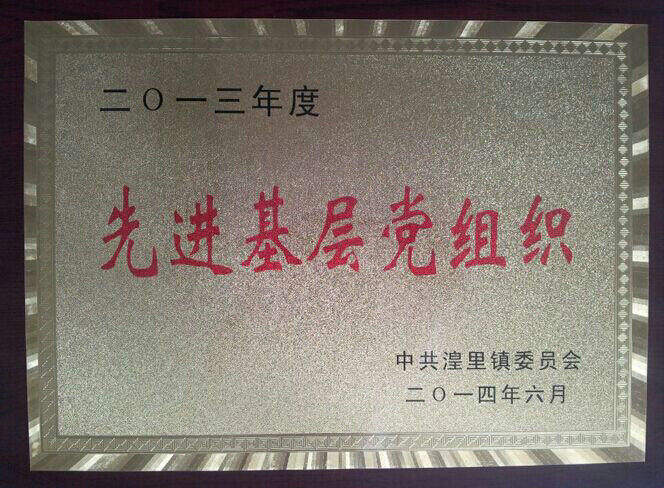 二〇一三年度
先进基层党组织
中共湟里镇委员会
二〇一四年六月